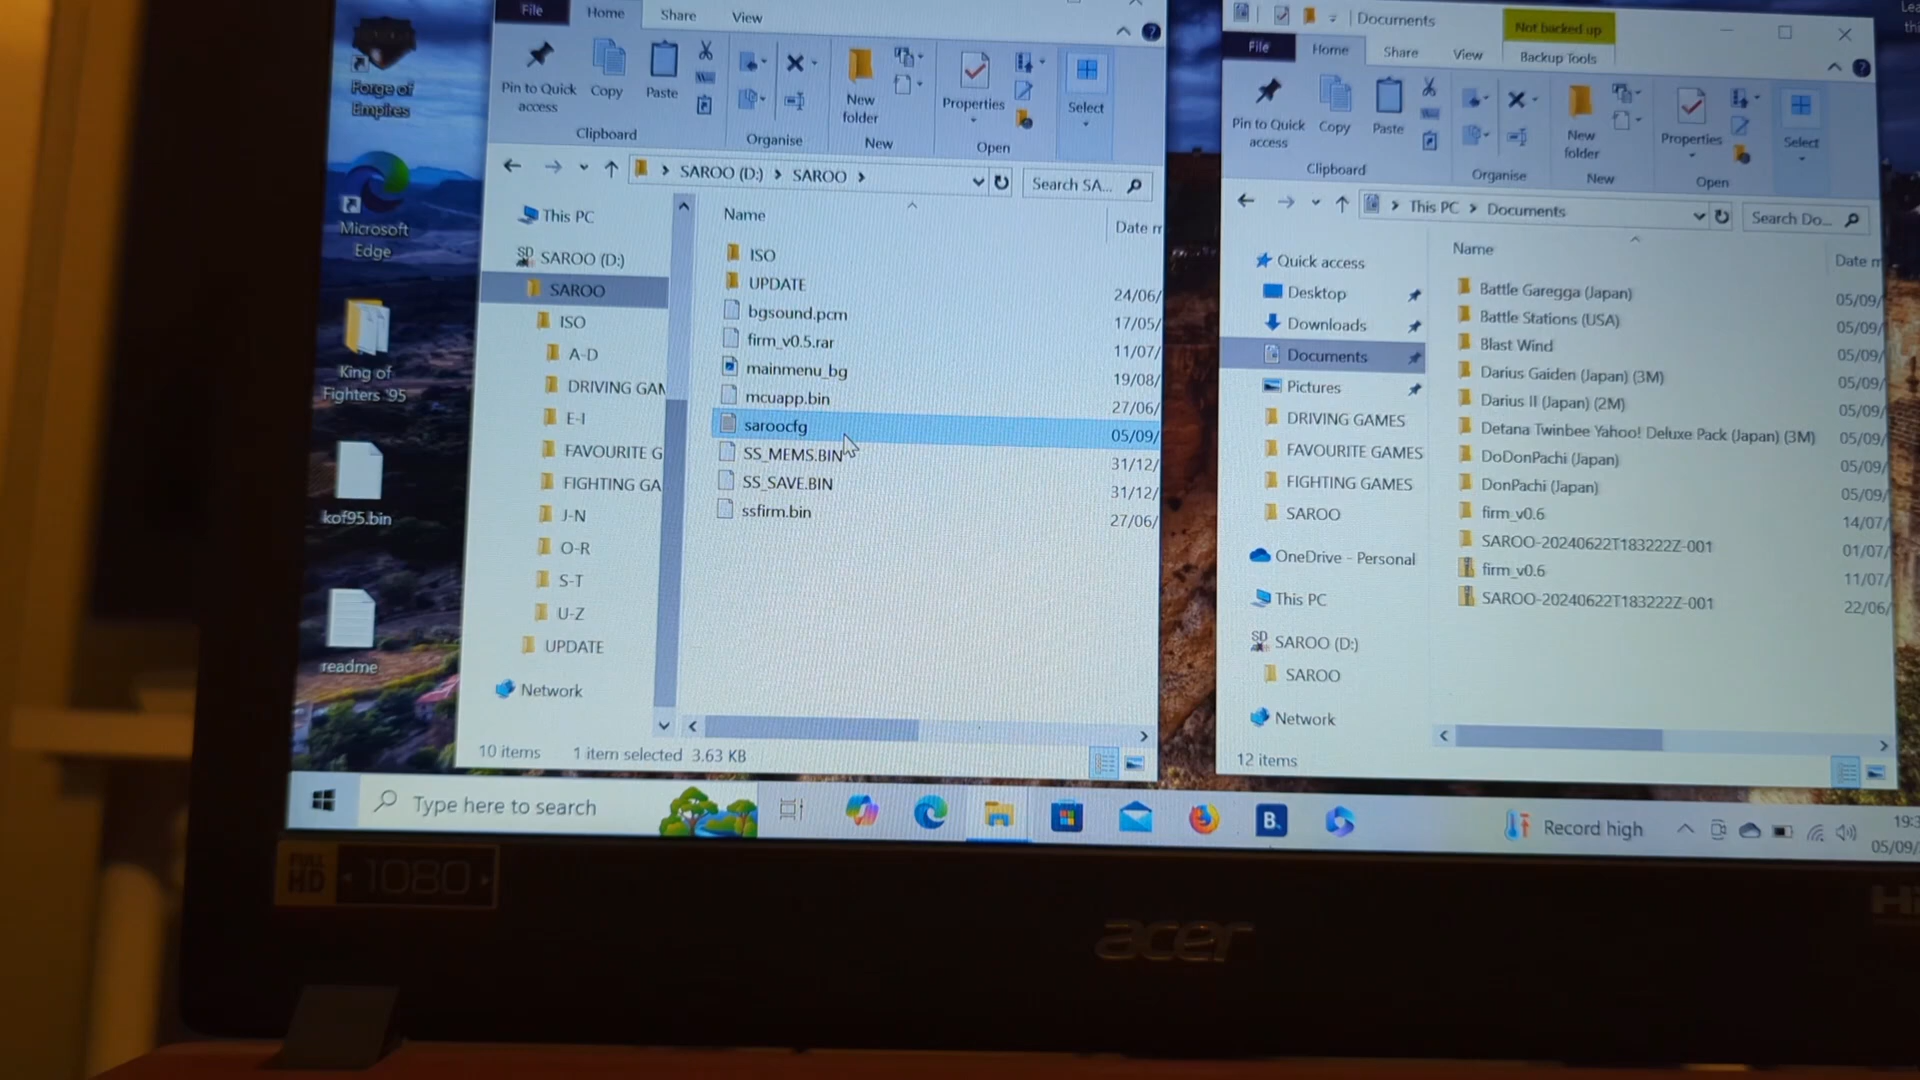 Forge of
Empires
Microsoft
Edge
King of
Fighters '95
kof95.bin
readme
File
Home
Share
View
Pin to Quick
access
Copy
Paste
Clipboard
Organise
New
folder
New
Properties
Open
Select
SAROO (D:)
SAROO
Search SA...
This PC
SAROO (D:)
SAROO
ISO
A-D
DRIVING GAM
E-I
FAVOURITE G
FIGHTING GA
J-N
O-R
S-T
U-Z
UPDATE
Network
Name
Date
ISO
UPDATE 24/06/
bgsound.pcm 17/05/
firm_v0.5.rar 11/07/
mainmenu_bg 19/08/
mcuapp.bin 27/06/
saroocfg 05/09/
SS_MEMS.BIN 31/12/
SS_SAVE.BIN 31/12/
ssfirm.bin 27/06/
10 items
1 item selected 3.63 KB
Documents
Not backed up
File
Home
Share
View
Backup Tools
Pin to Quick
access
Copy
Paste
Clipboard
Organise
New
folder
New
Properties
Open
Select
This PC
Documents
Search Do...
Quick access
Desktop
Downloads
Documents
Pictures
DRIVING GAMES
FAVOURITE GAMES
FIGHTING GAMES
SAROO
OneDrive - Personal
This PC
SAROO (D:)
SAROO
Network
Name
Date
Battle Garegga (Japan) 05/09/
Battle Stations (USA) 05/09/
Blast Wind 05/09/
Darius Gaiden (Japan) (3M) 05/09/
Darius II (Japan) (2M) 05/09/
Detana Twinbee Yahoo! Deluxe Pack (Japan) (3M) 05/09/
DoDonPachi (Japan) 05/09/
DonPachi (Japan) 05/09/
firm_v0.6 14/07/
SAROO-20240622T183222Z-001 01/07/
firm_v0.6 11/07/
SAROO-20240622T183222Z-001 22/06/
12 items
Type here to search
B.
Record high
19:3
05/09/
FULL
HD
1080
acer